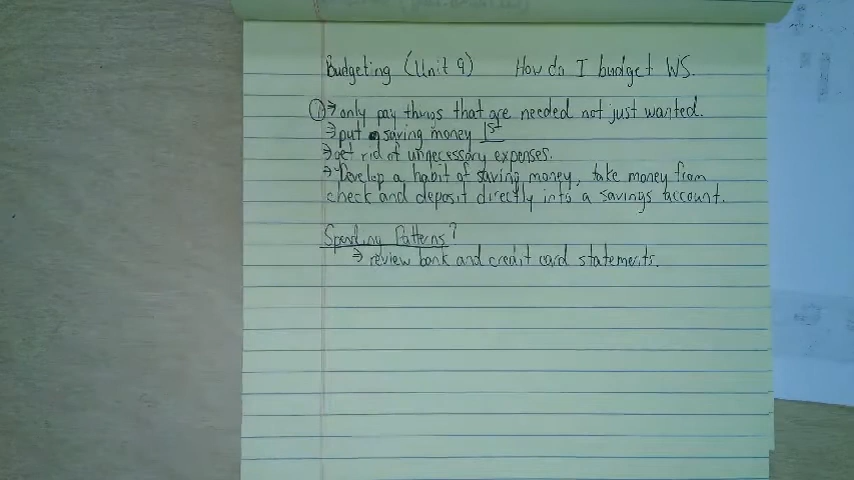 Budgeting (Unit 9) How do I budget WS.
① ⇒ only pay things that are needed not just wanted.
⇒ put saving money 1st
⇒ get rid of unnecessary expenses.
⇒ Develop a habit of saving money, take money from
check and deposit directly into a savings account.
Spending Patterns?
⇒ review bank and credit card statements.